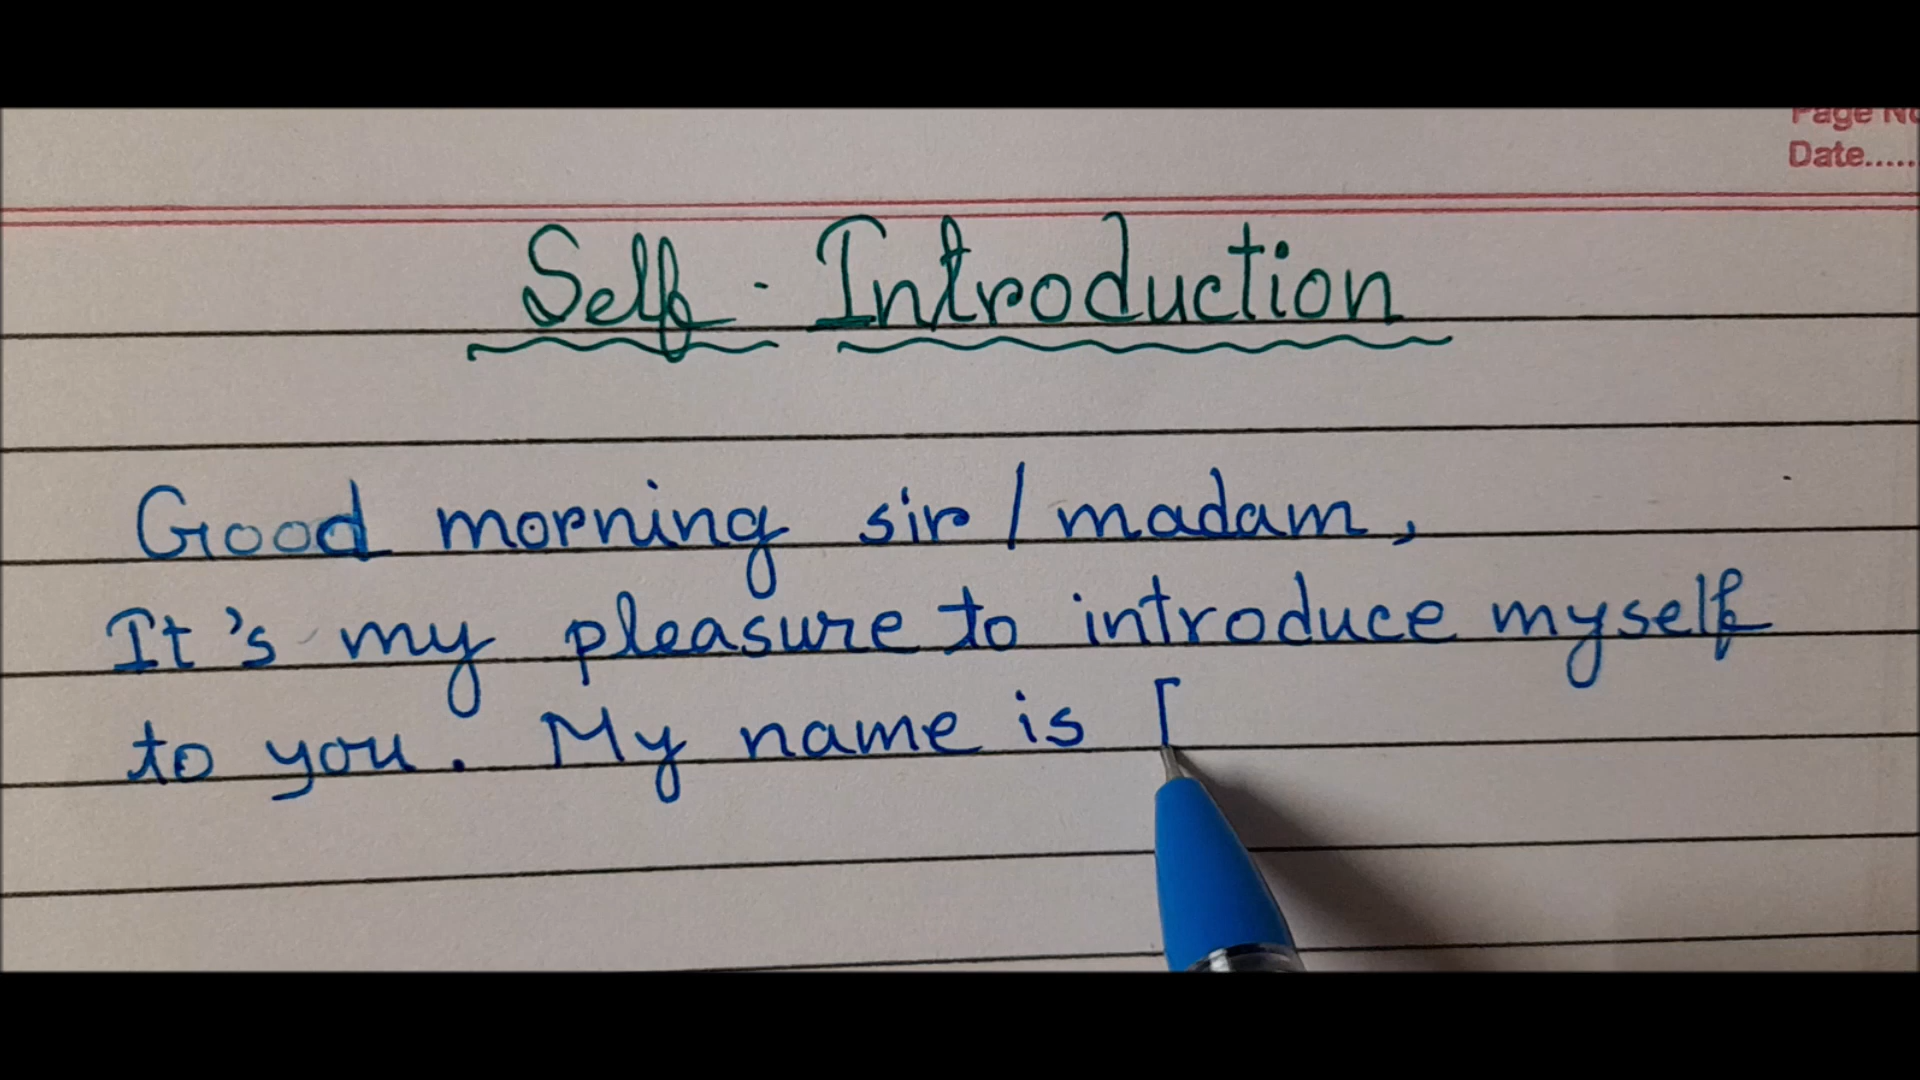 Page No
Date.....
Self - Introduction
Good morning sir / madam,
It's my pleasure to introduce myself
to you. My name is [